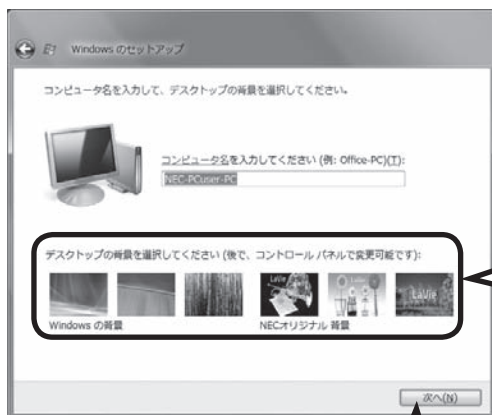 Windows のセットアップ
コンピュータ名を入力して、デスクトップの背景を選択してください。
コンピュータ名を入力してください (例: Office-PC)(T):
NEC-PCuser-PC
デスクトップの背景を選択してください (後で、コントロール パネルで変更可能です):
LaVie
LaVie
Windows の背景
NECオリジナル 背景
次へ(N)